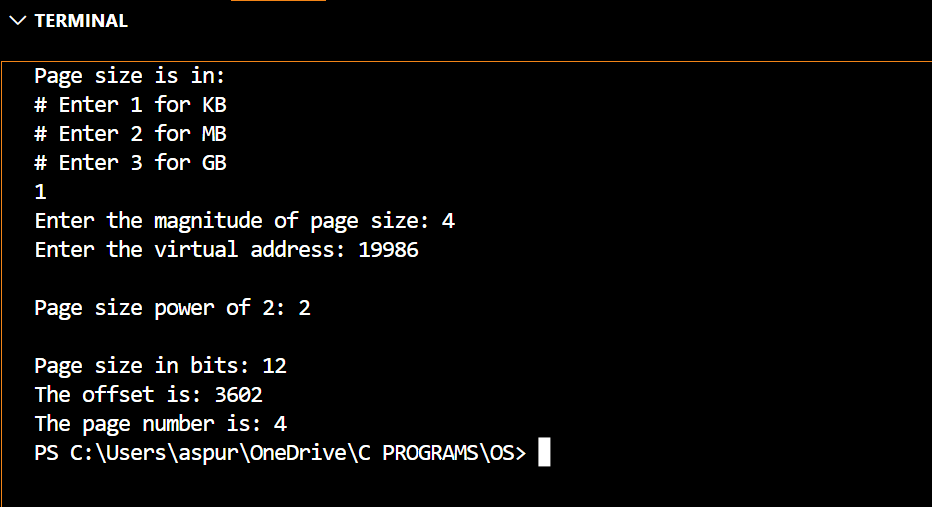 TERMINAL
Page size is in:
# Enter 1 for KB
# Enter 2 for MB
# Enter 3 for GB
1
Enter the magnitude of page size: 4
Enter the virtual address: 19986
Page size power of 2: 2
Page size in bits: 12
The offset is: 3602
The page number is: 4
PS C:\Users\aspur\OneDrive\C PROGRAMS\OS>